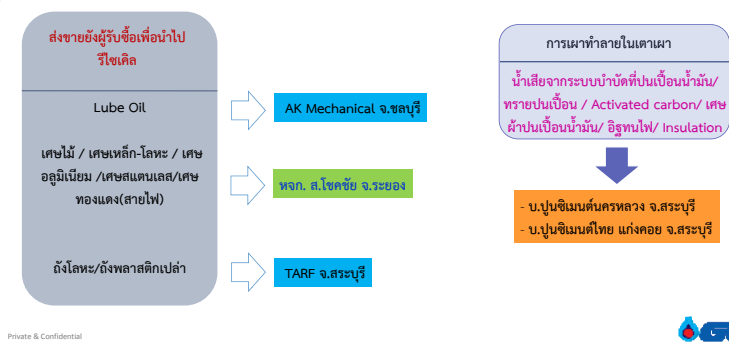 ส่งขายยังผู้รับซื้อเพื่อนำไป
รีไซเคิล
Lube Oil
AK Mechanical จ.ชลบุรี
เศษไม้ / เศษเหล็ก-โลหะ / เศษ
อลูมิเนียม /เศษสแตนเลส/เศษ
ทองแดง(สายไฟ)
หจก. ส.โชคชัย จ.ระยอง
ถังโลหะ/ถังพลาสติกเปล่า
TARF จ.สระบุรี
การเผาทำลายในเตาเผา
น้ำเสียจากระบบบำบัดที่ปนเปื้อนน้ำมัน/
ทรายปนเปื้อน / Activated carbon/ เศษ
ผ้าปนเปื้อนน้ำมัน/ อิฐทนไฟ/ Insulation
- บ.ปูนซิเมนต์นครหลวง จ.สระบุรี
- บ.ปูนซิเมนต์ไทย แก่งคอย จ.สระบุรี
Private & Confidential